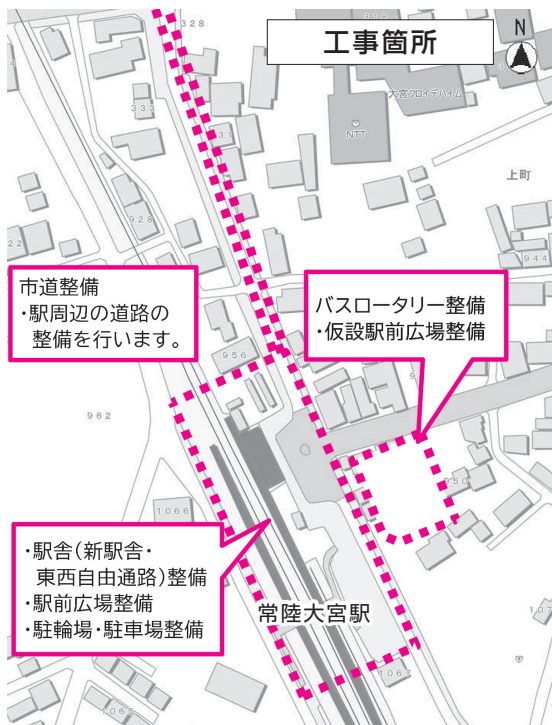 工事箇所
N
328
318
333
331
大宮フロイデハイム
NTT
上町
928
922
944
市道整備
・駅周辺の道路の
整備を行います。
バスロータリー整備
・仮設駅前広場整備
956
962
950
1066
・駅舎(新駅舎・
東西自由通路)整備
・駅前広場整備
・駐輪場・駐車場整備
常陸大宮駅
1067
1065